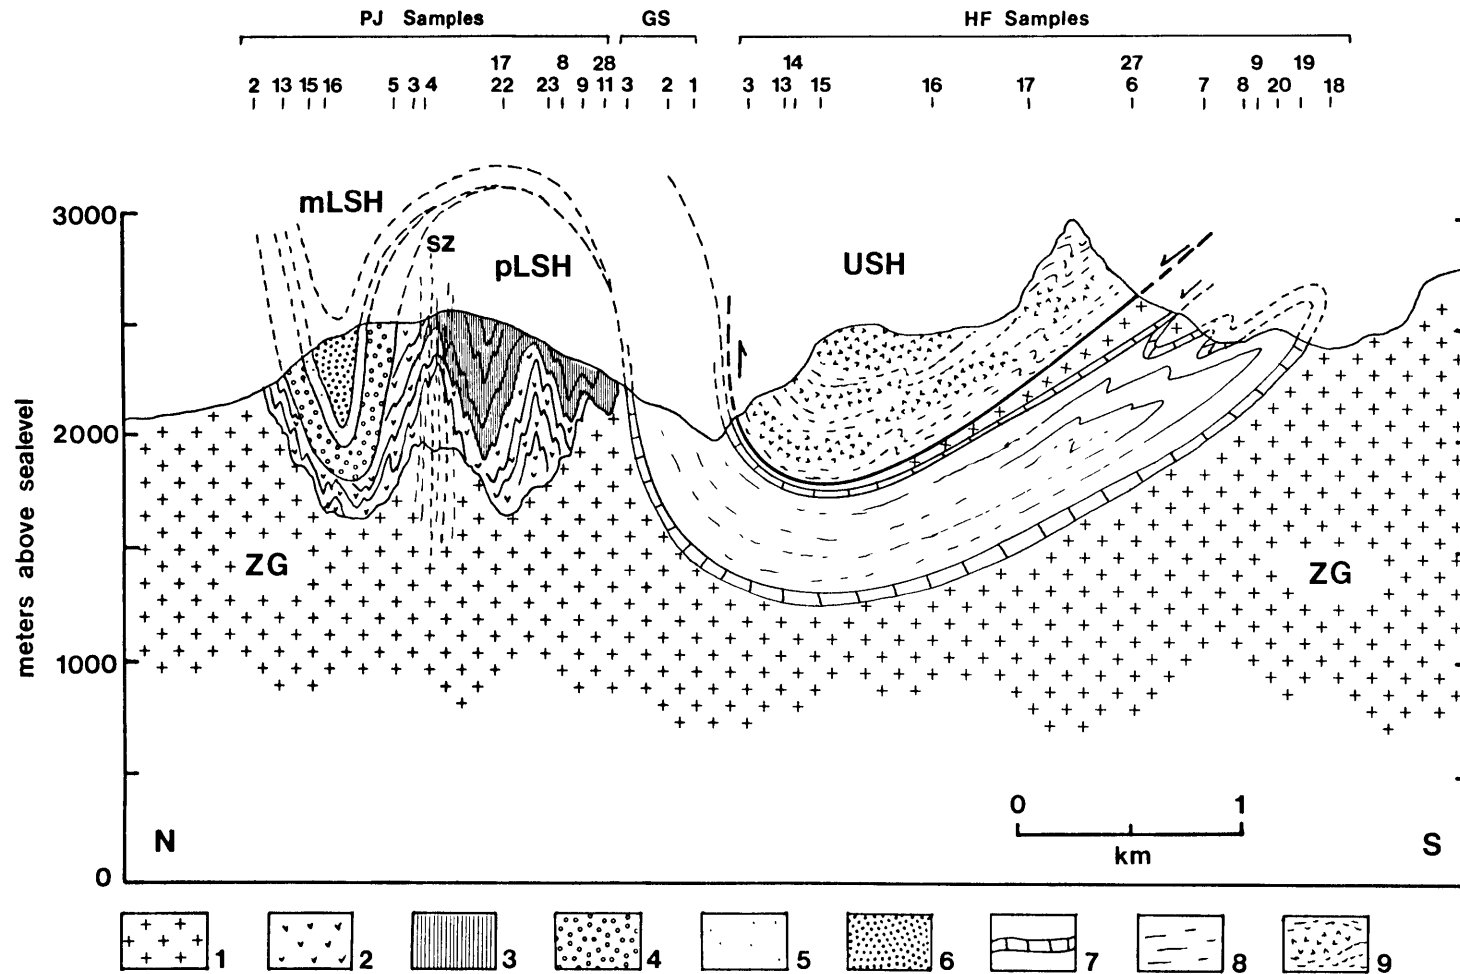 PJ Samples GS HF Samples
17 8 28 14 27 9 19
2 13 15 16 5 3 4 22 23 9 11 3 2 1 3 13 15 16 17 6 7 8 20 18
mLSH
3000
SZ
pLSH
USH
2000
meters above sealevel
ZG
ZG
1000
0 1
km
N
S
0
1 2 3 4 5 6 7 8 9